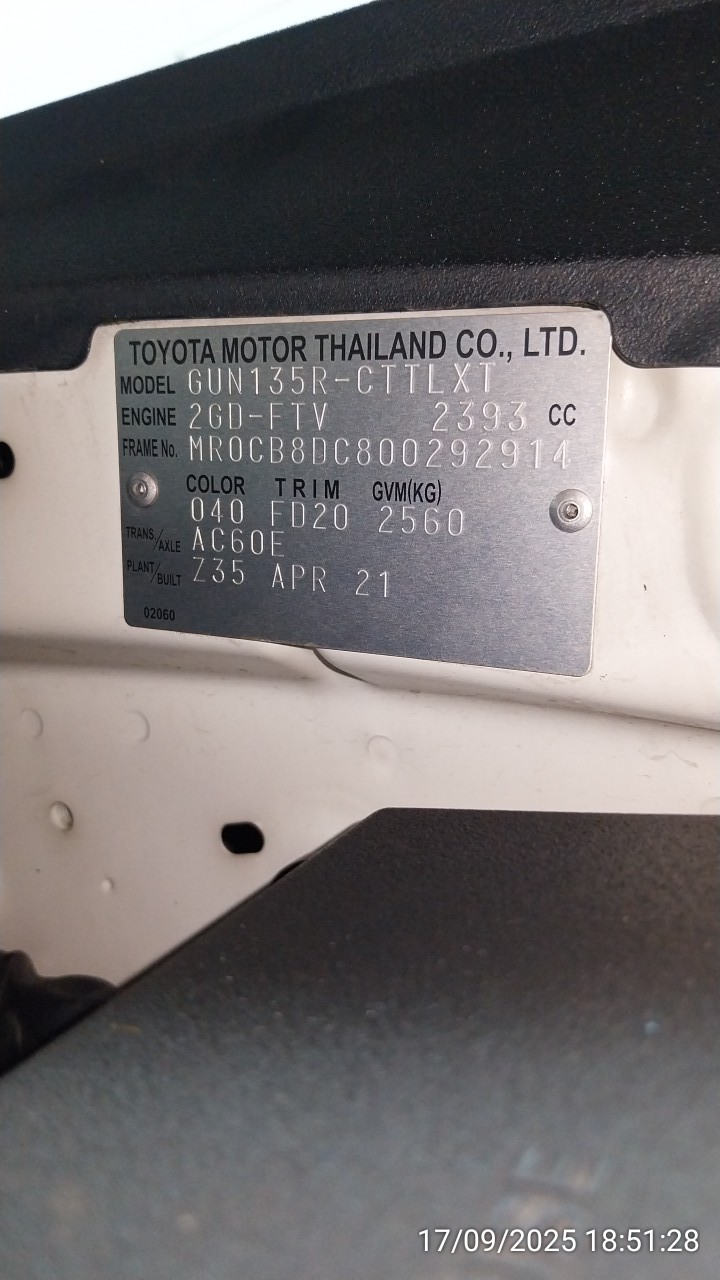 TOYOTA MOTOR THAILAND CO., LTD.
MODEL GUN135R-CTTLXT
ENGINE 2GD-FTV 2393 CC
FRAME No. MR0CB8DC800292914
COLOR TRIM GVM(KG)
040 FD20 2560
TRANS./AXLE AC60E
PLANT/BUILT Z35 APR 21
02060
17/09/2025 18:51:28